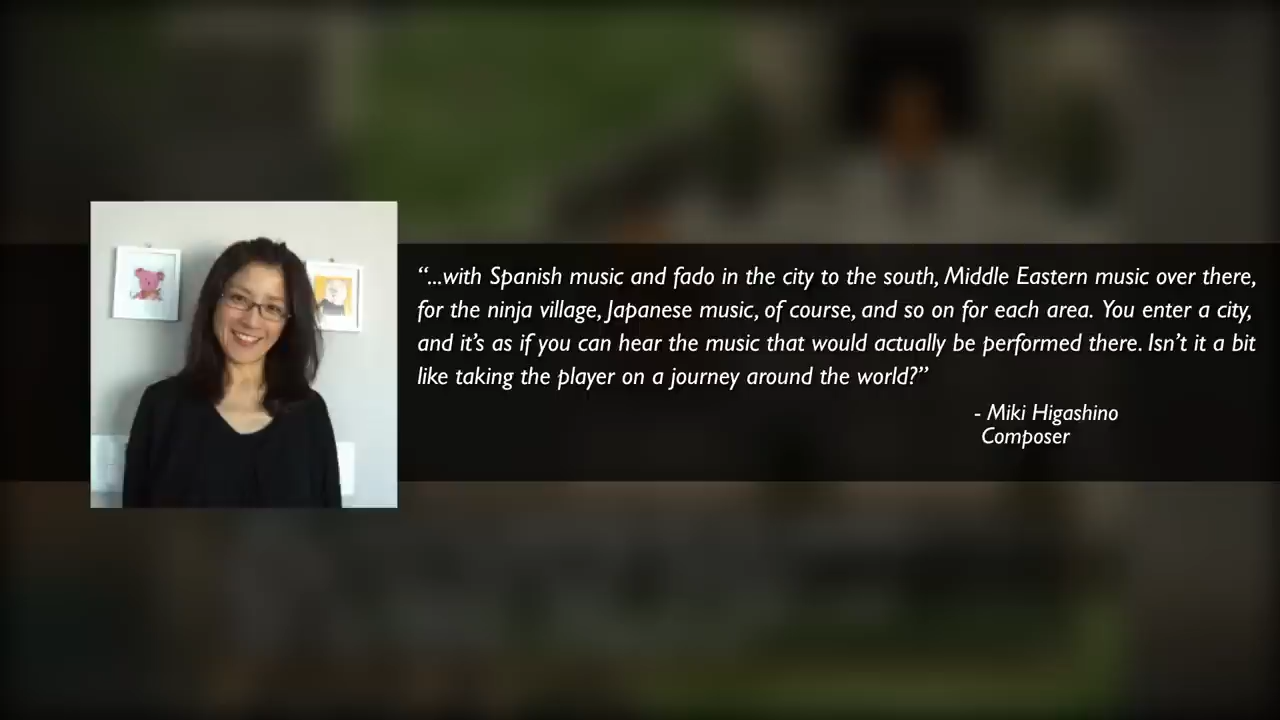 “...with Spanish music and fado in the city to the south, Middle Eastern music over there,
for the ninja village, Japanese music, of course, and so on for each area. You enter a city,
and it’s as if you can hear the music that would actually be performed there. Isn’t it a bit
like taking the player on a journey around the world?”
- Miki Higashino
Composer